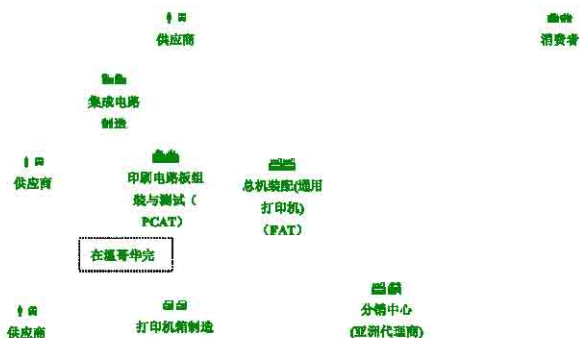 供应商
消费者
集成电路
制造
供应商
印刷电路板组
装与测试（
PCAT）
总机装配(通用
打印机)
（FAT）
在温哥华完
供应商
打印机箱制造
分销中心
(亚洲代理商)